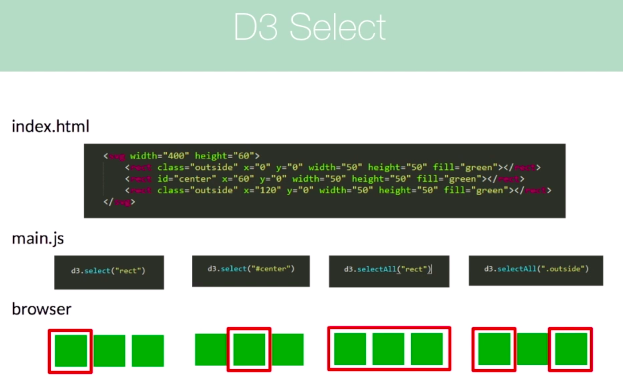 D3 Select
index.html
<svg width="400" height="60">
<rect class="outside" x="0" y="0" width="50" height="50" fill="green"></rect>
<rect id="center" x="60" y="0" width="50" height="50" fill="green"></rect>
<rect class="outside" x="120" y="0" width="50" height="50" fill="green"></rect>
</svg>
main.js
d3.select("rect") d3.select("#center") d3.selectAll("rect") d3.selectAll(".outside")
browser